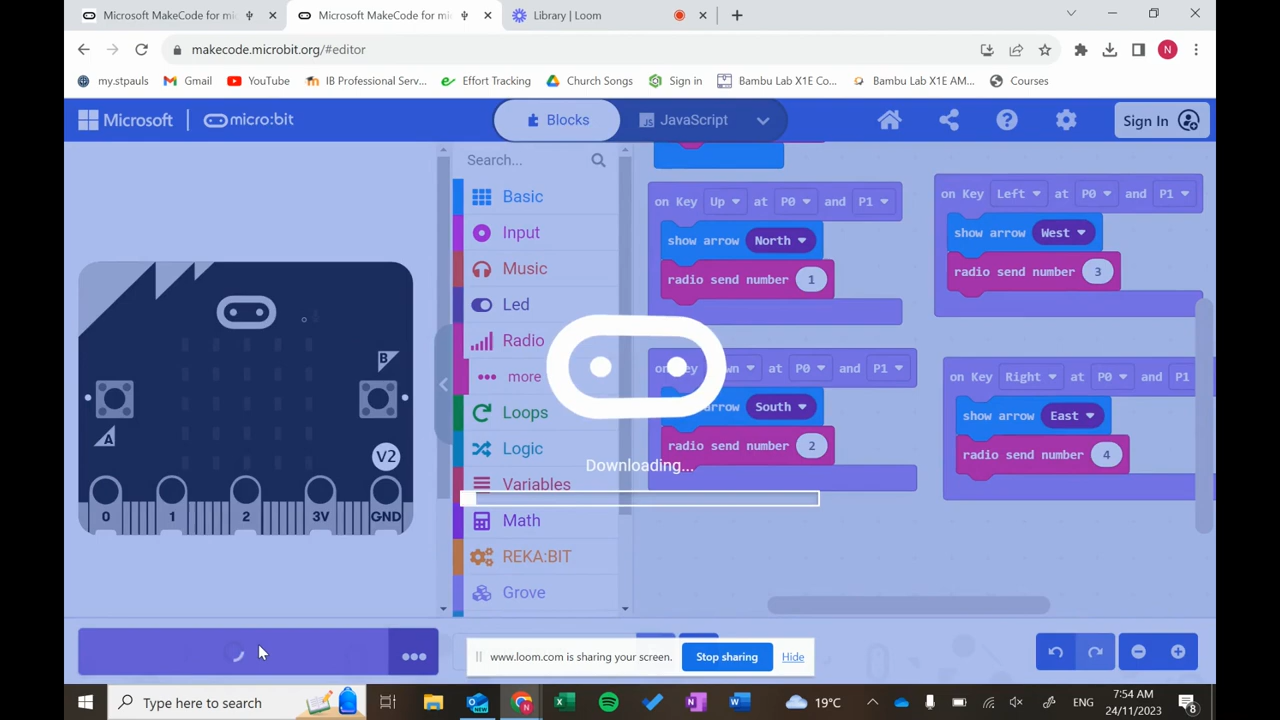 Microsoft MakeCode for mi
Microsoft MakeCode for mi
Library | Loom
makecode.microbit.org/#editor
N
my.stpauls
Gmail
YouTube
IB Professional Serv...
Effort Tracking
Church Songs
Sign in
Bambu Lab X1E Co...
Bambu Lab X1E AM...
Courses
Microsoft
micro:bit
Blocks
JS JavaScript
Sign In
Search...
Basic
Input
Music
Led
Radio
more
Loops
Logic
Variables
Math
REKA:BIT
Grove
on Key Up at P0 and P1
show arrow North
radio send number 1
on Key Left at P0 and P1
show arrow West
radio send number 3
on Key wn at P0 and P1
arrow South
radio send number 2
on Key Right at P0 and P1
show arrow East
radio send number 4
Downloading...
B
A
V2
0 1 2 3V GND
www.loom.com is sharing your screen.
Stop sharing
Hide
Type here to search
19°C
ENG
7:54 AM
24/11/2023
8